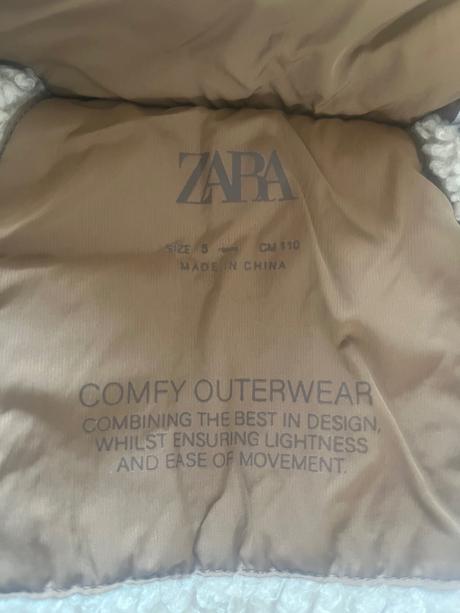 ZARA
SIZE 5 YEARS CM 110
MADE IN CHINA
COMFY OUTERWEAR
COMBINING THE BEST IN DESIGN,
WHILST ENSURING LIGHTNESS
AND EASE OF MOVEMENT.